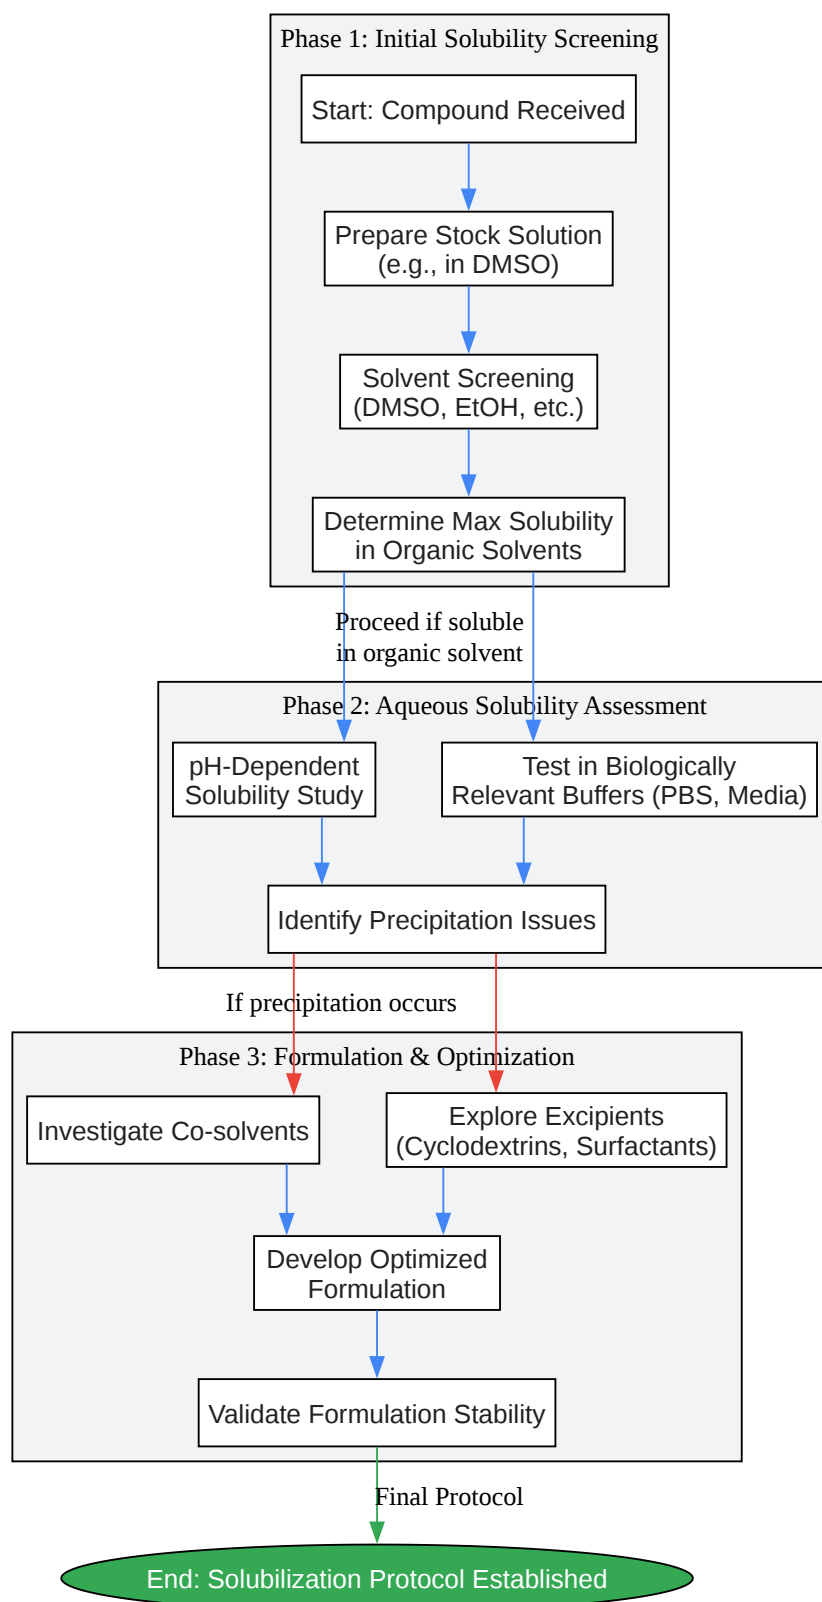 Phase 1: Initial Solubility Screening
Start: Compound Received
Prepare Stock Solution
(e.g., in DMSO)
Solvent Screening
(DMSO, EtOH, etc.)
Determine Max Solubility
in Organic Solvents
Proceed if soluble
in organic solvent
Phase 2: Aqueous Solubility Assessment
pH-Dependent
Solubility Study
Test in Biologically
Relevant Buffers (PBS, Media)
Identify Precipitation Issues
If precipitation occurs
Phase 3: Formulation & Optimization
Investigate Co-solvents
Explore Excipients
(Cyclodextrins, Surfactants)
Develop Optimized
Formulation
Validate Formulation Stability
Final Protocol
End: Solubilization Protocol Established